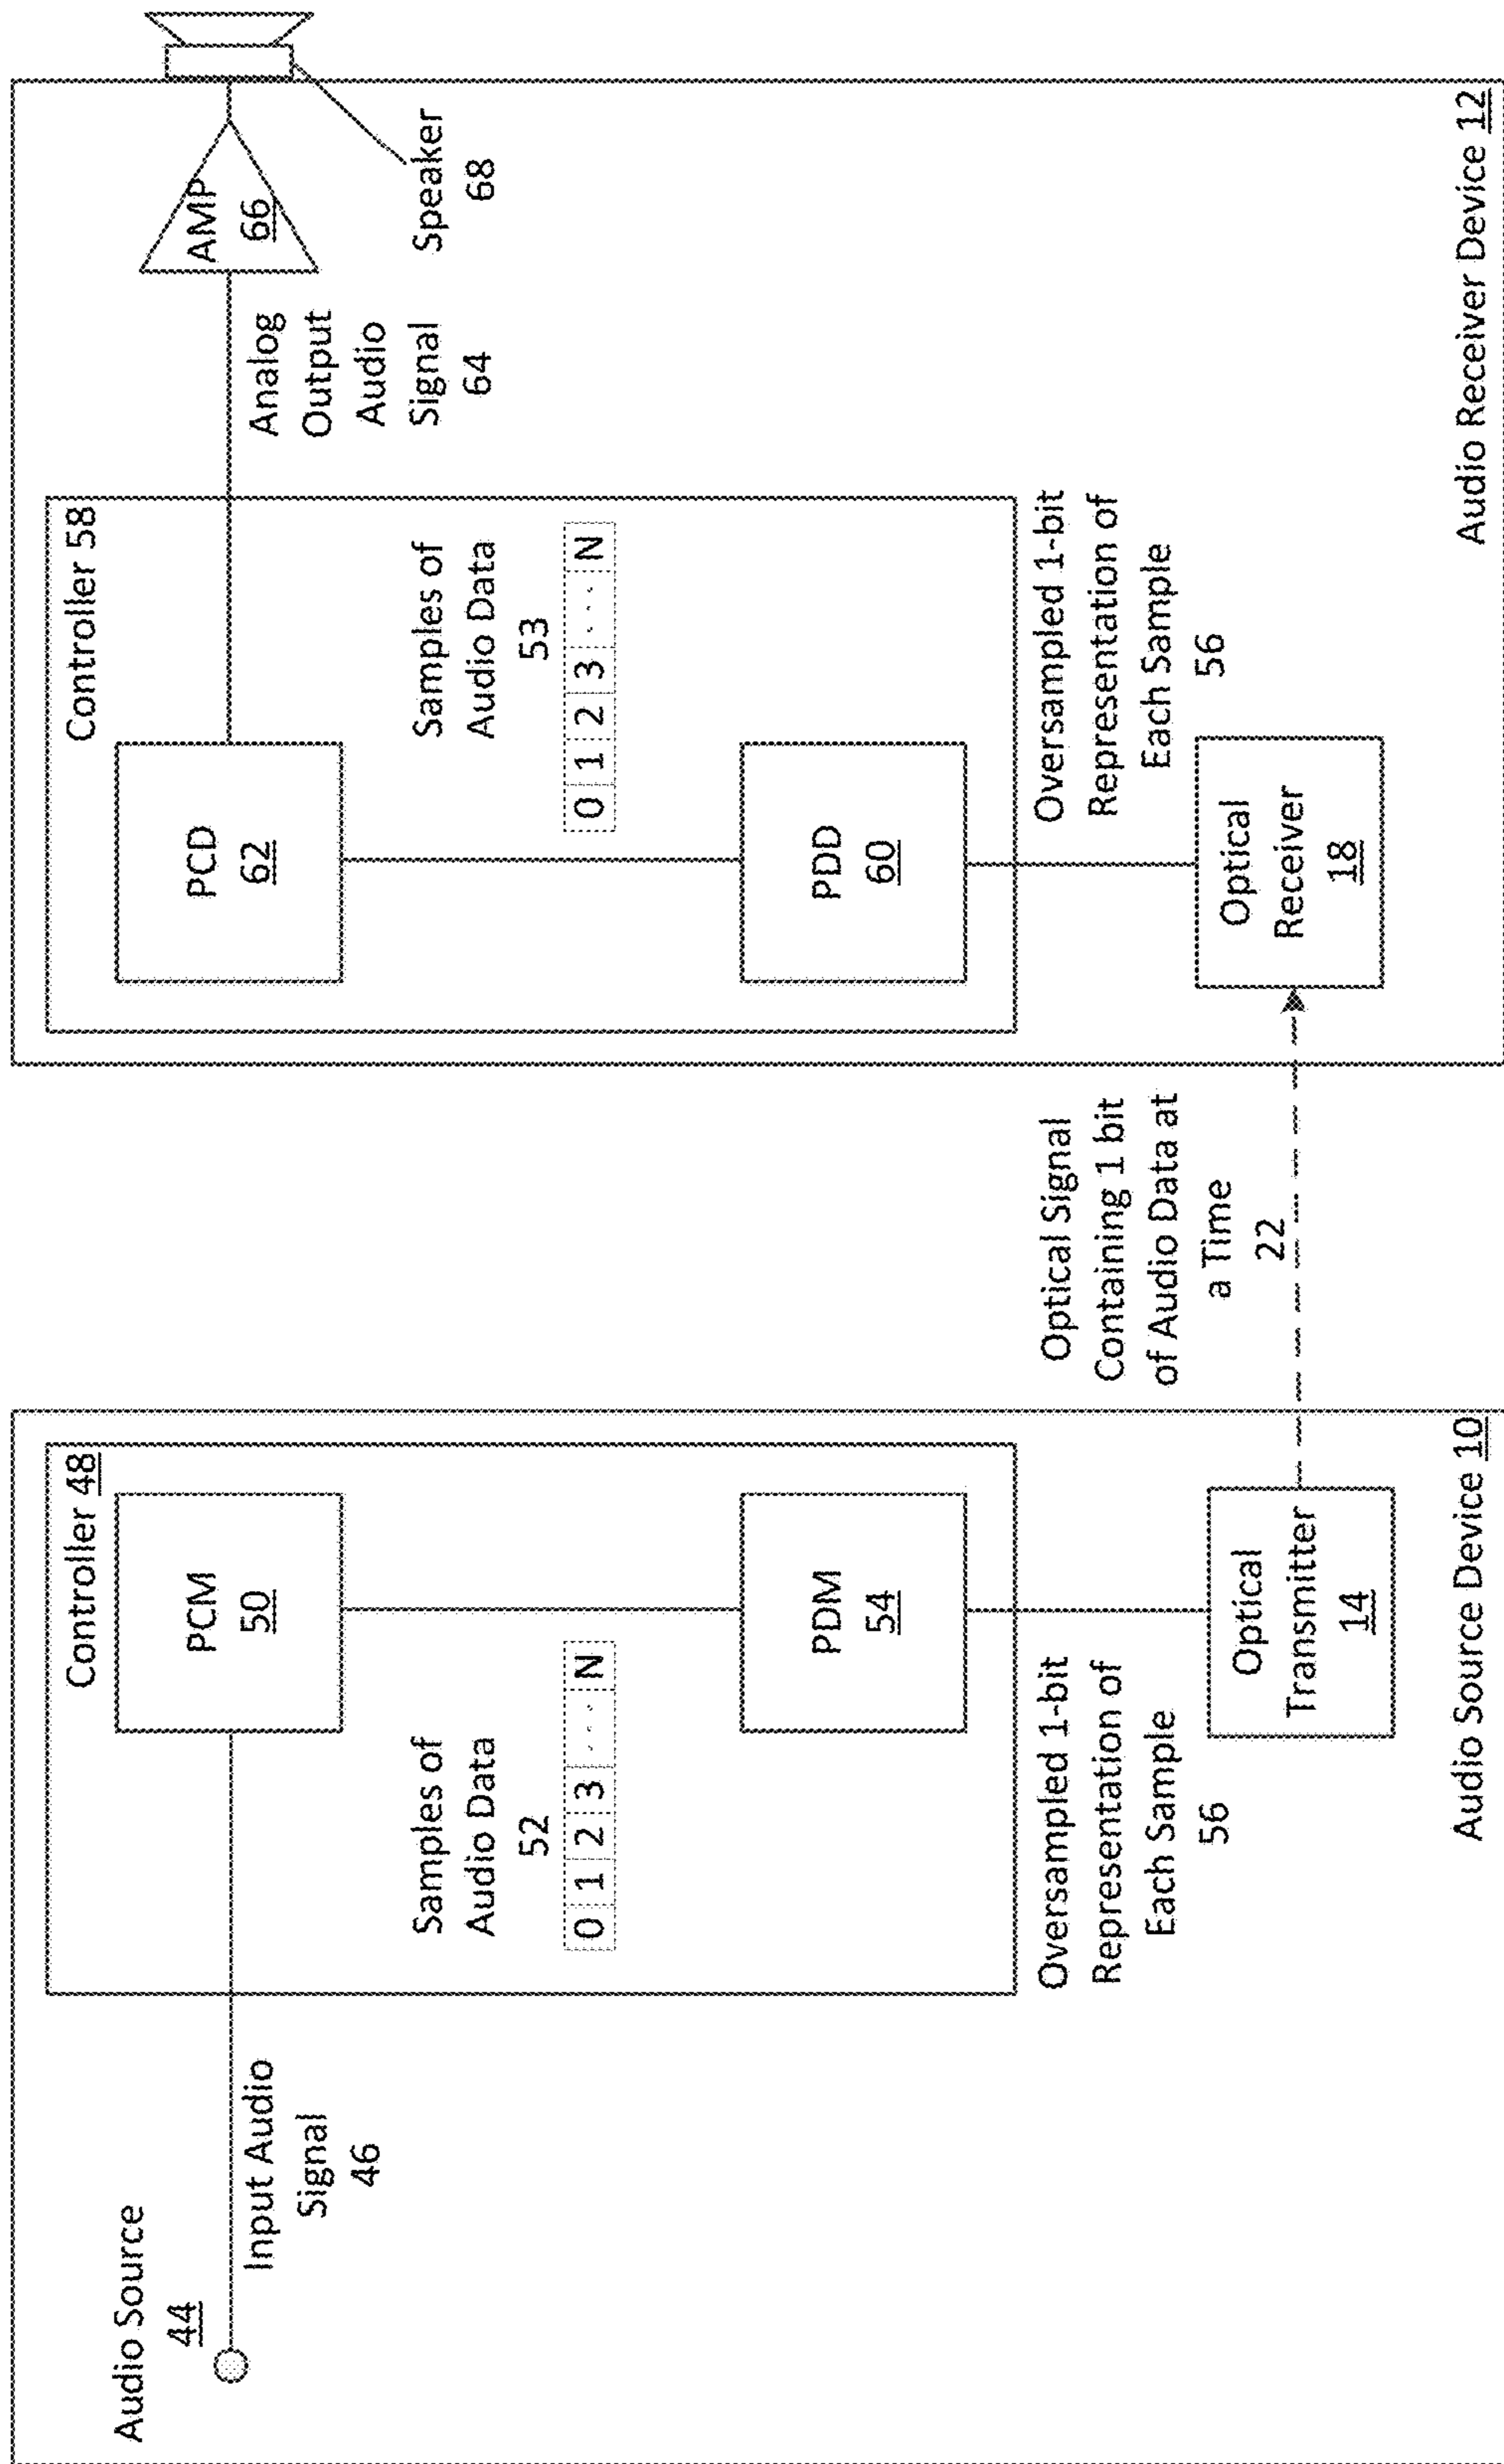 Audio Source
44
Input Audio
Signal
46
Controller 48
PCM
50
Samples of
Audio Data
52
0 1 2 3 ... N
PDM
54
Oversampled 1-bit
Representation of
Each Sample
56
Optical
Transmitter
14
Audio Source Device 10
Optical Signal
Containing 1 bit
of Audio Data at
a Time
22
Controller 58
PCD
62
Samples of
Audio Data
53
0 1 2 3 ... N
PDD
60
Oversampled 1-bit
Representation of
Each Sample
56
Optical
Receiver
18
Analog
Output
Audio
Signal
64
AMP
66
Speaker
68
Audio Receiver Device 12